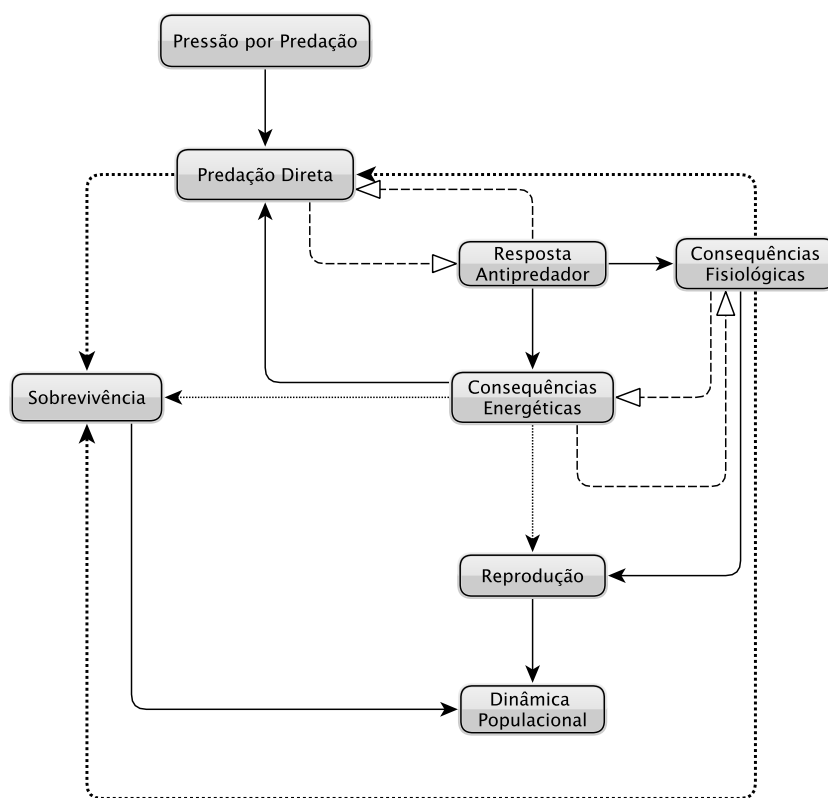 Pressão por Predação
Predação Direta
Resposta
Antipredador
Consequências
Fisiológicas
Sobrevivência
Consequências
Energéticas
Reprodução
Dinâmica
Populacional